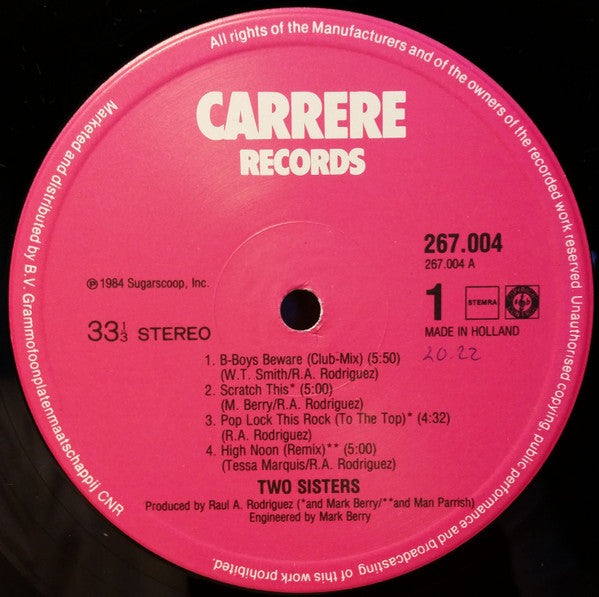 All rights of the Manufacturers and of the owners of the recorded work reserved. Unauthorised copying, public performance and broadcasting of this work prohibited.
Marketed and distributed by B.V. Grammofoonplatenmaatschappij CNR
CARRERE
RECORDS
267.004
267.004 A
℗ 1984 Sugarscoop, Inc.
1 STEMRA
33⅓ STEREO
MADE IN HOLLAND
20.22
1. B-Boys Beware (Club-Mix) (5:50)
(W.T. Smith/R.A. Rodriguez)
2. Scratch This* (5:00)
(M. Berry/R.A. Rodriguez)
3. Pop Lock This Rock (To The Top)* (4:32)
(R.A. Rodriguez)
4. High Noon (Remix)** (5:00)
(Tessa Marquis/R.A. Rodriguez)
TWO SISTERS
Produced by Raul A. Rodriguez (*and Mark Berry/**and Man Parrish)
Engineered by Mark Berry